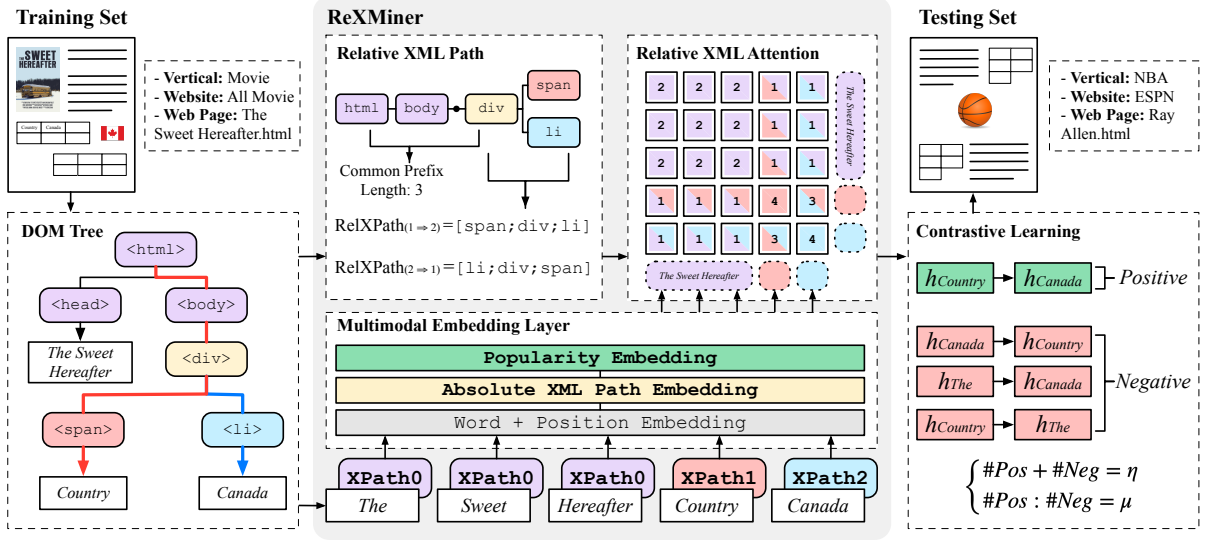 Training Set
THE SWEET
HEREAFTER
Country
Canada
- Vertical: Movie
- Website: All Movie
- Web Page: The
Sweet Hereafter.html
DOM Tree
<html>
<head>
<body>
The Sweet
Hereafter
<div>
<span>
<li>
Country
Canada
ReXMiner
Relative XML Path
html
body
div
span
li
Common Prefix
Length: 3
RelXPath(1 ⇒ 2)=[span;div;li]
RelXPath(2 ⇒ 1)=[li;div;span]
Relative XML Attention
2 2 2 1 1
2 2 2 1 1
2 2 2 1 1
1 1 1 4 3
1 1 1 3 4
The Sweet Hereafter
The Sweet Hereafter
Multimodal Embedding Layer
Popularity Embedding
Absolute XML Path Embedding
Word + Position Embedding
XPath0 XPath0 XPath0 XPath1 XPath2
The Sweet Hereafter Country Canada
Testing Set
- Vertical: NBA
- Website: ESPN
- Web Page: Ray
Allen.html
Contrastive Learning
hCountry hCanada Positive
hCanada hCountry
hThe hCanada Negative
hCountry hThe
#Pos + #Neg = η
#Pos : #Neg = μ